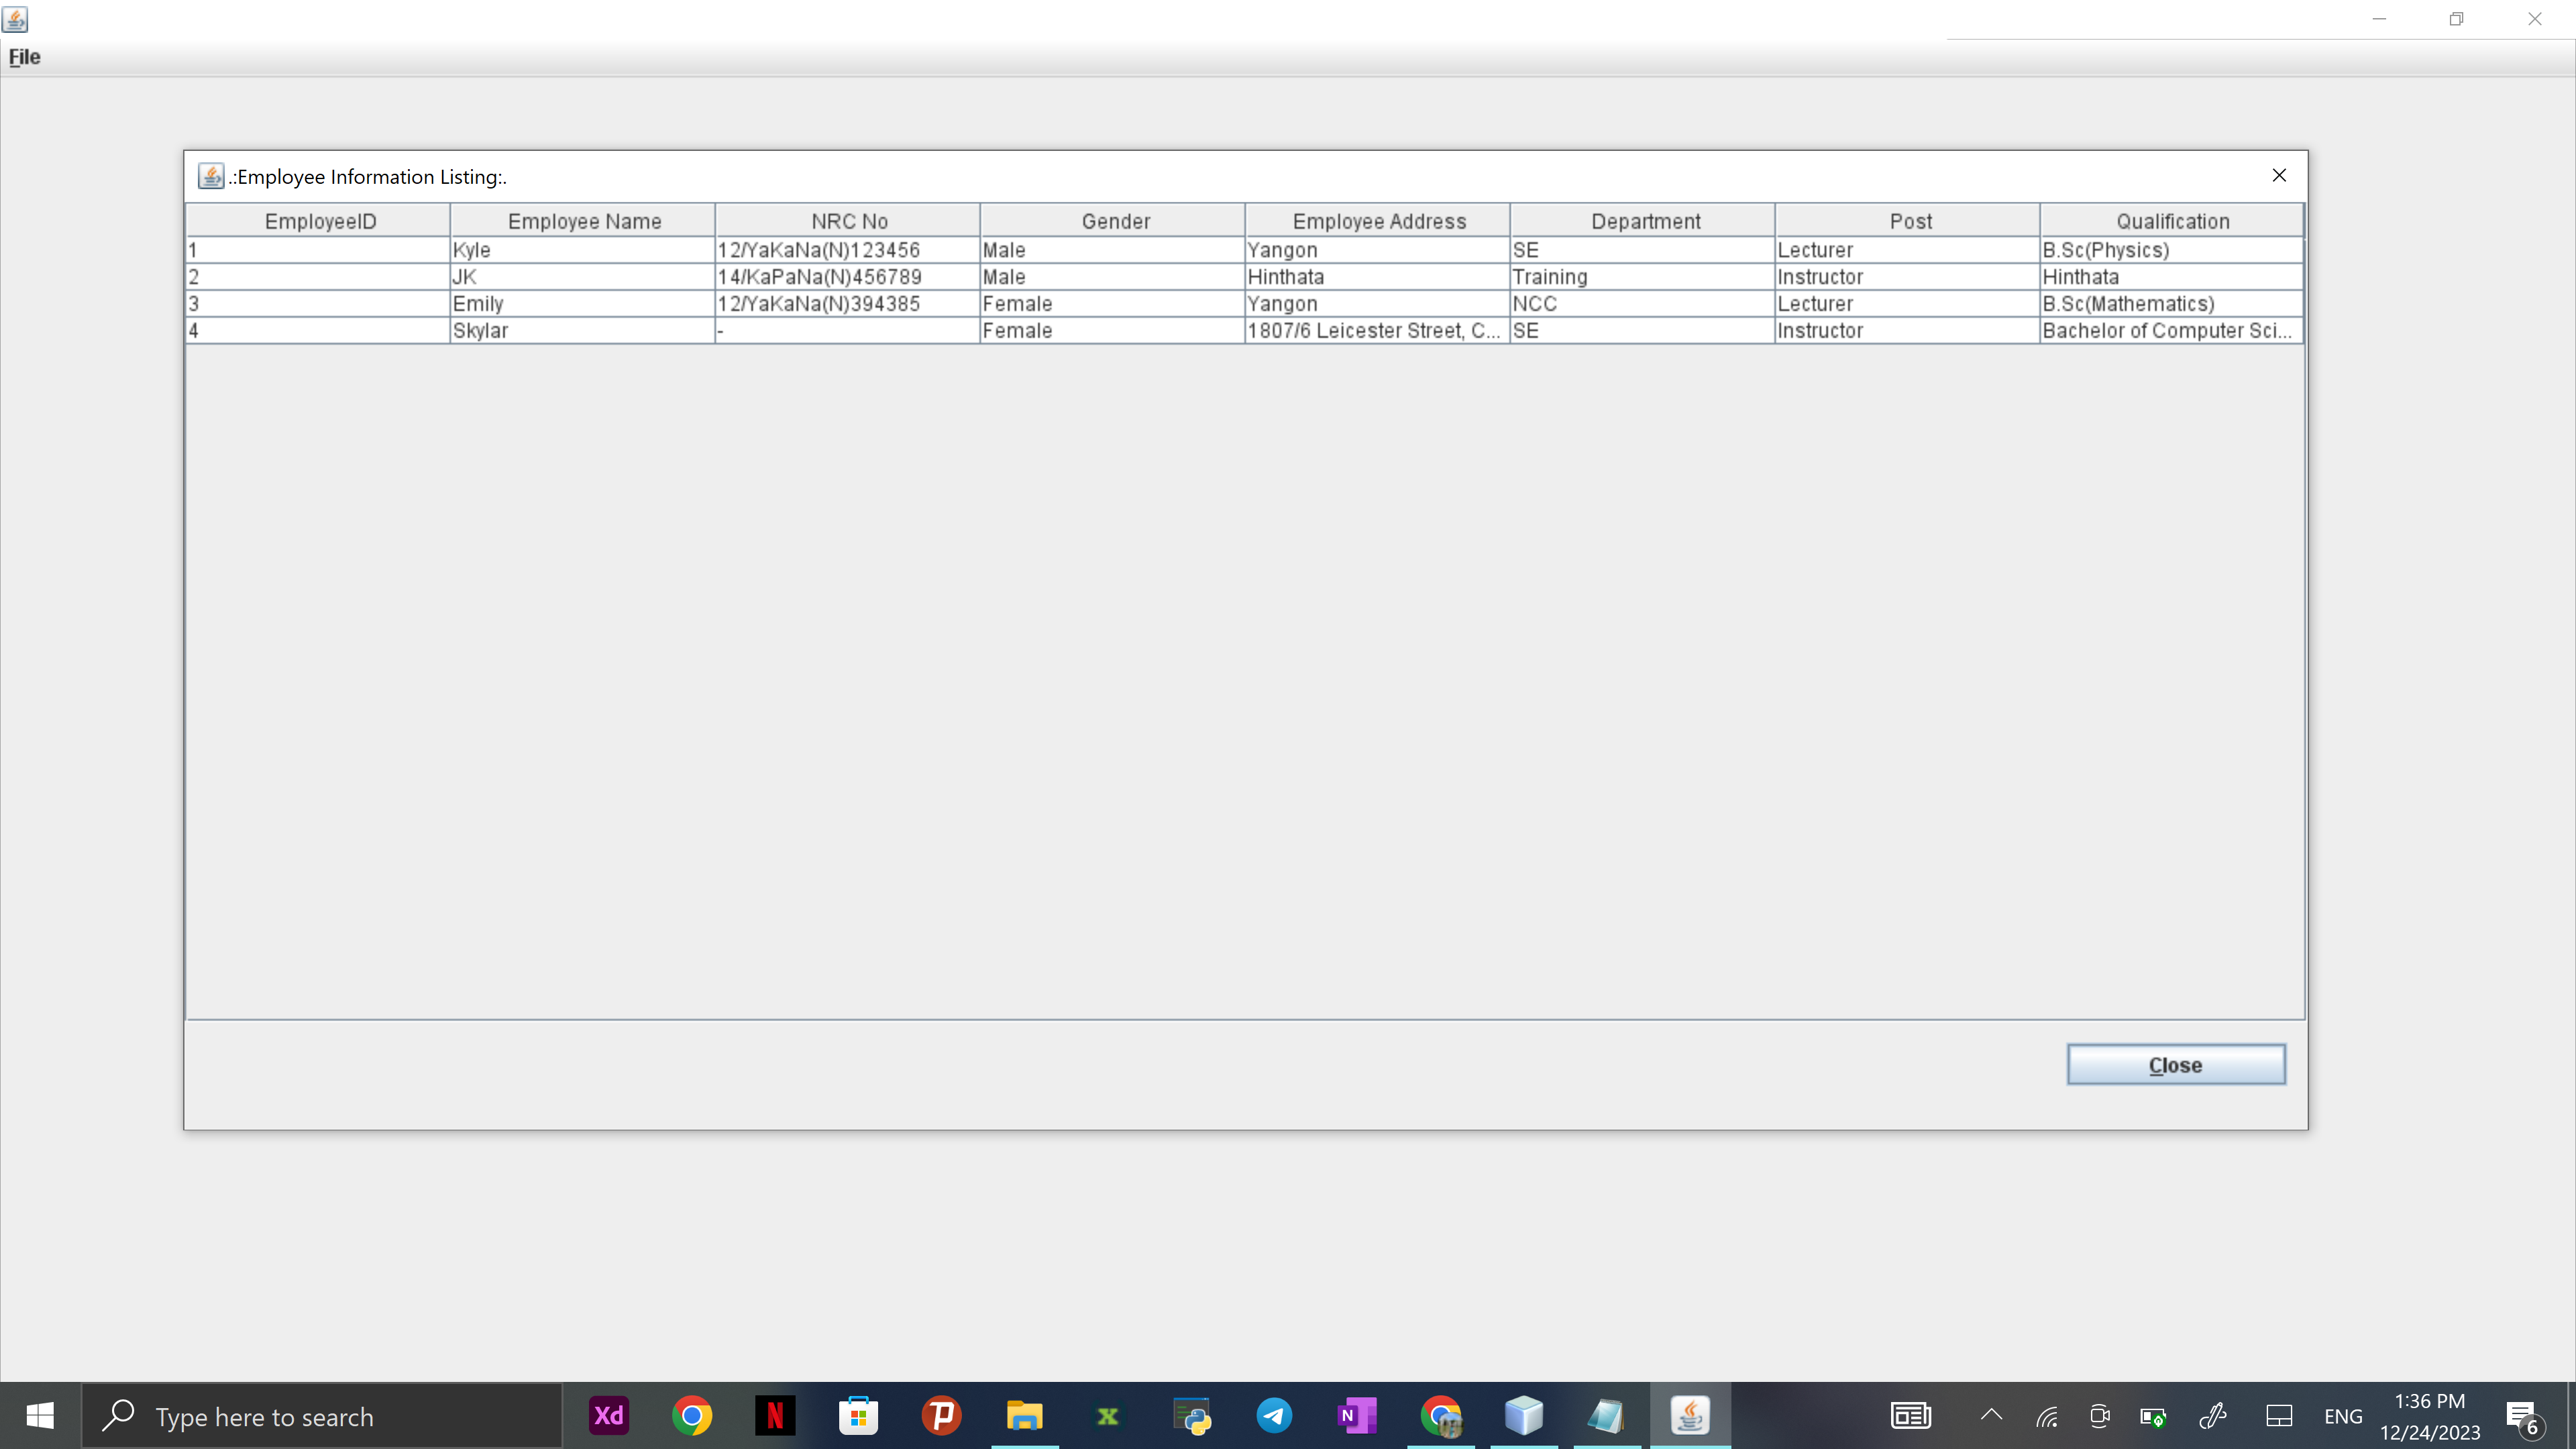 File
.:Employee Information Listing:.
EmployeeID Employee Name NRC No Gender Employee Address Department Post Qualification
1 Kyle 12/YaKaNa(N)123456 Male Yangon SE Lecturer B.Sc(Physics)
2 JK 14/KaPaNa(N)456789 Male Hinthata Training Instructor Hinthata
3 Emily 12/YaKaNa(N)394385 Female Yangon NCC Lecturer B.Sc(Mathematics)
4 Skylar - Female 1807/6 Leicester Street, C... SE Instructor Bachelor of Computer Sci...
Close
Type here to search
Xd
N
P
X
N
ENG
1:36 PM
12/24/2023
6